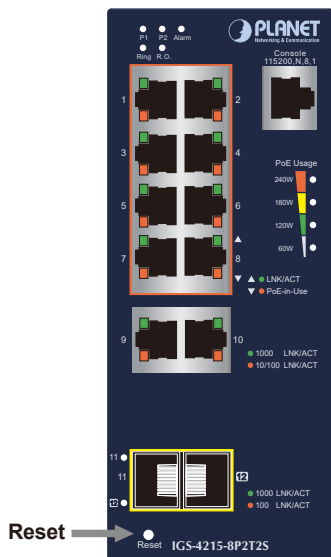 P1 P2 Alarm
Ring R.O.
PLANET
Networking & Communication
Console
115200,N,8,1
1 2
3 4
5 6
7 8
PoE Usage
240W
180W
120W
60W
LNK/ACT
PoE-in-Use
9 10
1000 LNK/ACT
10/100 LNK/ACT
11
11 12
12
1000 LNK/ACT
100 LNK/ACT
Reset
Reset IGS-4215-8P2T2S